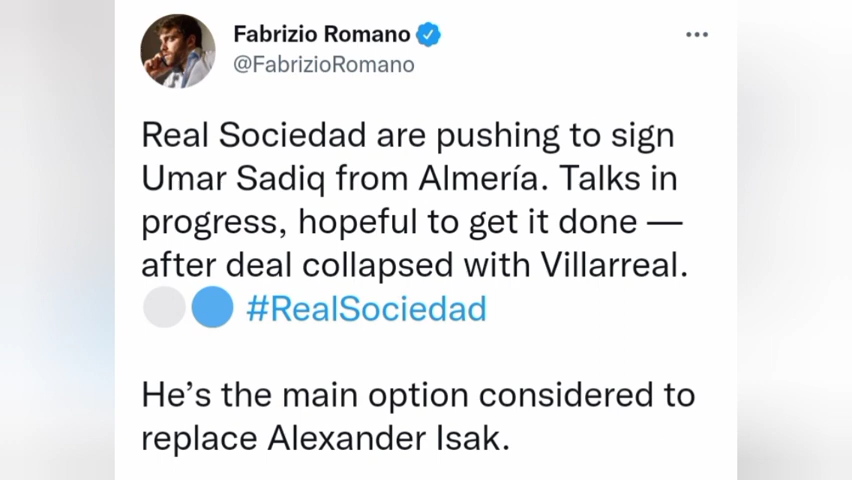 Fabrizio Romano
@FabrizioRomano
Real Sociedad are pushing to sign
Umar Sadiq from Almería. Talks in
progress, hopeful to get it done —
after deal collapsed with Villarreal.
#RealSociedad
He’s the main option considered to
replace Alexander Isak.